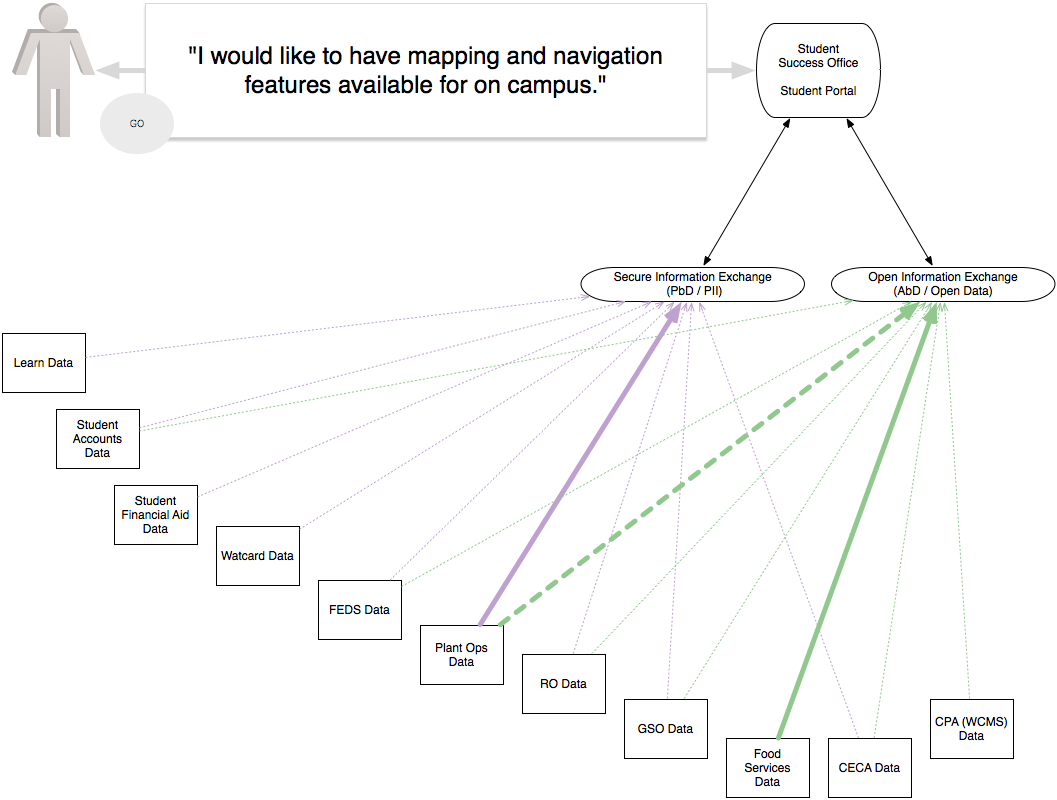 "I would like to have mapping and navigation
features available for on campus."
GO
Student
Success Office
Student Portal
Secure Information Exchange
(PbD / PII)
Open Information Exchange
(AbD / Open Data)
Learn Data
Student
Accounts
Data
Student
Financial Aid
Data
Watcard Data
FEDS Data
Plant Ops
Data
RO Data
GSO Data
Food
Services
Data
CECA Data
CPA (WCMS)
Data